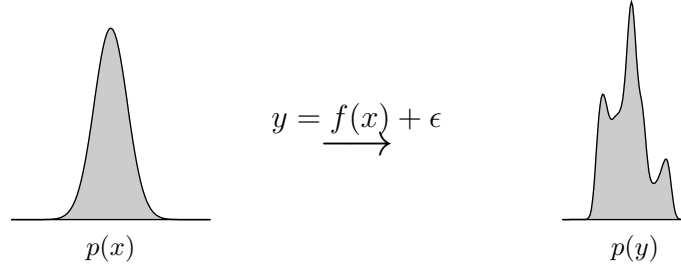 y = f(x) + ϵ
p(x)
p(y)